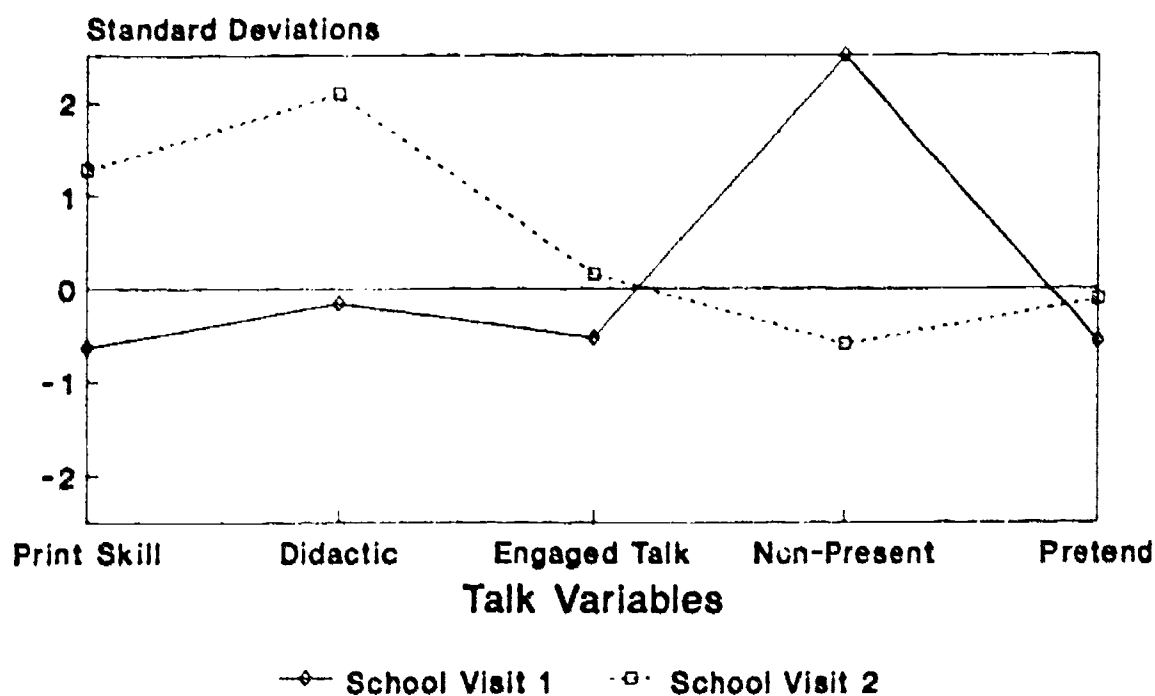 Standard Deviations
2
1
0
-1
-2
Print Skill Didactic Engaged Talk Non-Present Pretend
Talk Variables
School Visit 1 School Visit 2